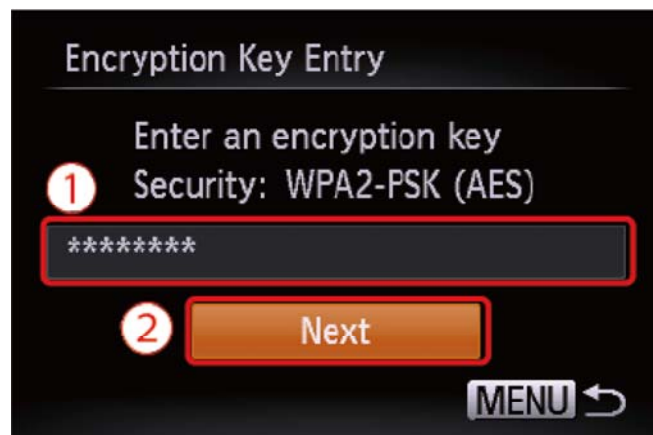 Encryption Key Entry
Enter an encryption key
1 Security: WPA2-PSK (AES)
********
2 Next
MENU